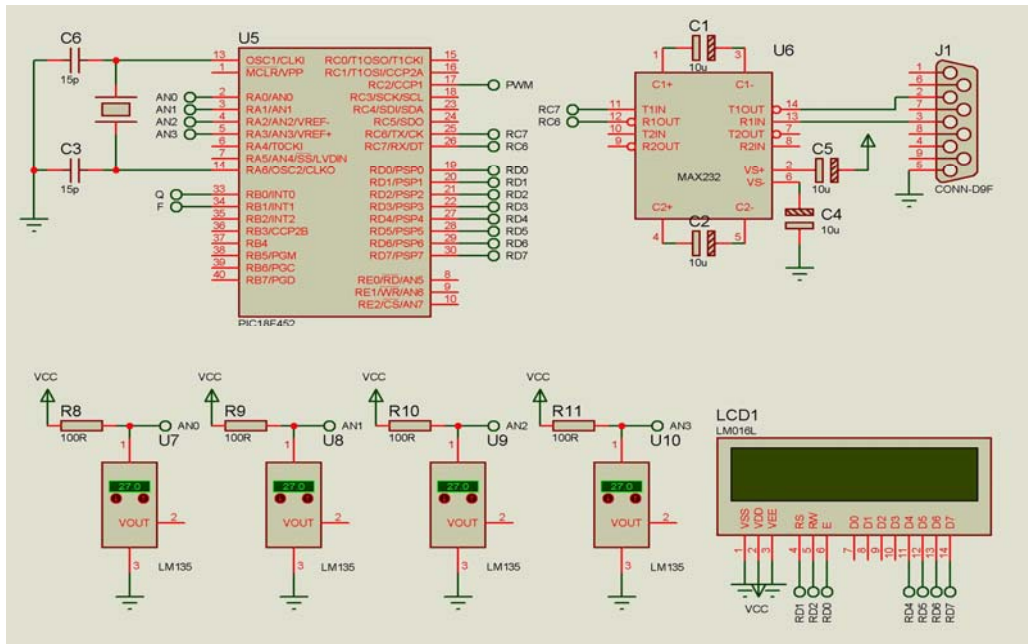 C6
15p
C3
15p
U5
13 OSC1/CLKI RC0/T1OSO/T1CKI 15
1 MCLR/VPP RC1/T1OSI/CCP2A 16
RC2/CCP1 17 PWM
AN0 2 RA0/AN0 RC3/SCK/SCL 18
AN1 3 RA1/AN1 RC4/SDI/SDA 23
AN2 4 RA2/AN2/VREF- RC5/SDO 24
AN3 5 RA3/AN3/VREF+ RC6/TX/CK 25 RC7
6 RA4/T0CKI RC7/RX/DT 26 RC6
7 RA5/AN4/SS/LVDIN
14 RA6/OSC2/CLKO RD0/PSP0 19 RD0
RD1/PSP1 20 RD1
Q 33 RB0/INT0 RD2/PSP2 21 RD2
F 34 RB1/INT1 RD3/PSP3 22 RD3
35 RB2/INT2 RD4/PSP4 27 RD4
36 RB3/CCP2B RD5/PSP5 28 RD5
37 RB4 RD6/PSP6 29 RD6
38 RB5/PGM RD7/PSP7 30 RD7
39 RB6/PGC
40 RB7/PGD RE0/RD/AN5 8
RE1/WR/AN6 9
RE2/CS/AN7 10
PIC18F452
C1
1 3
10u
U6
C1+ C1-
RC7 11 T1IN T1OUT 14
RC6 12 R1OUT R1IN 13
10 T2IN T2OUT 7
9 R2OUT R2IN 8
VS+ 2
MAX232 VS- 6
C2+ C2-
C2
4 5
10u
C5
10u
C4
10u
J1
1
6
2
7
3
8
4
9
5
CONN-D9F
VCC
R8
100R
AN0
U7
1
27.0
VOUT 2
3
LM135
VCC
R9
100R
AN1
U8
1
27.0
VOUT 2
3
LM135
VCC
R10
100R
AN2
U9
1
27.0
VOUT 2
3
LM135
VCC
R11
100R
AN3
U10
1
27.0
VOUT 2
3
LM135
LCD1
LM016L
VSS VDD VEE RS RW E D0 D1 D2 D3 D4 D5 D6 D7
1 2 3 4 5 6 7 8 9 10 11 12 13 14
VCC
RD1 RD2 RD0 RD4 RD5 RD6 RD7